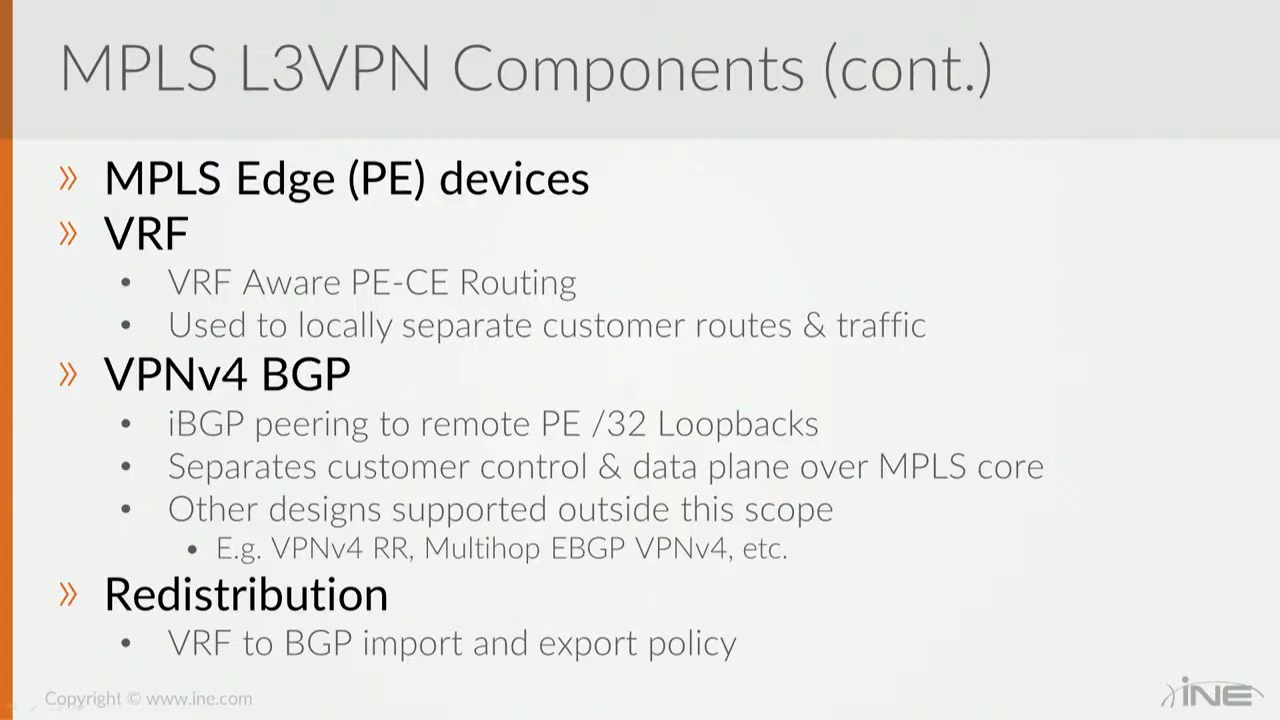 MPLS L3VPN Components (cont.)
» MPLS Edge (PE) devices
» VRF
• VRF Aware PE-CE Routing
• Used to locally separate customer routes & traffic
» VPNv4 BGP
• iBGP peering to remote PE /32 Loopbacks
• Separates customer control & data plane over MPLS core
• Other designs supported outside this scope
• E.g. VPNv4 RR, Multihop EBGP VPNv4, etc.
» Redistribution
• VRF to BGP import and export policy
Copyright © www.ine.com
iNE